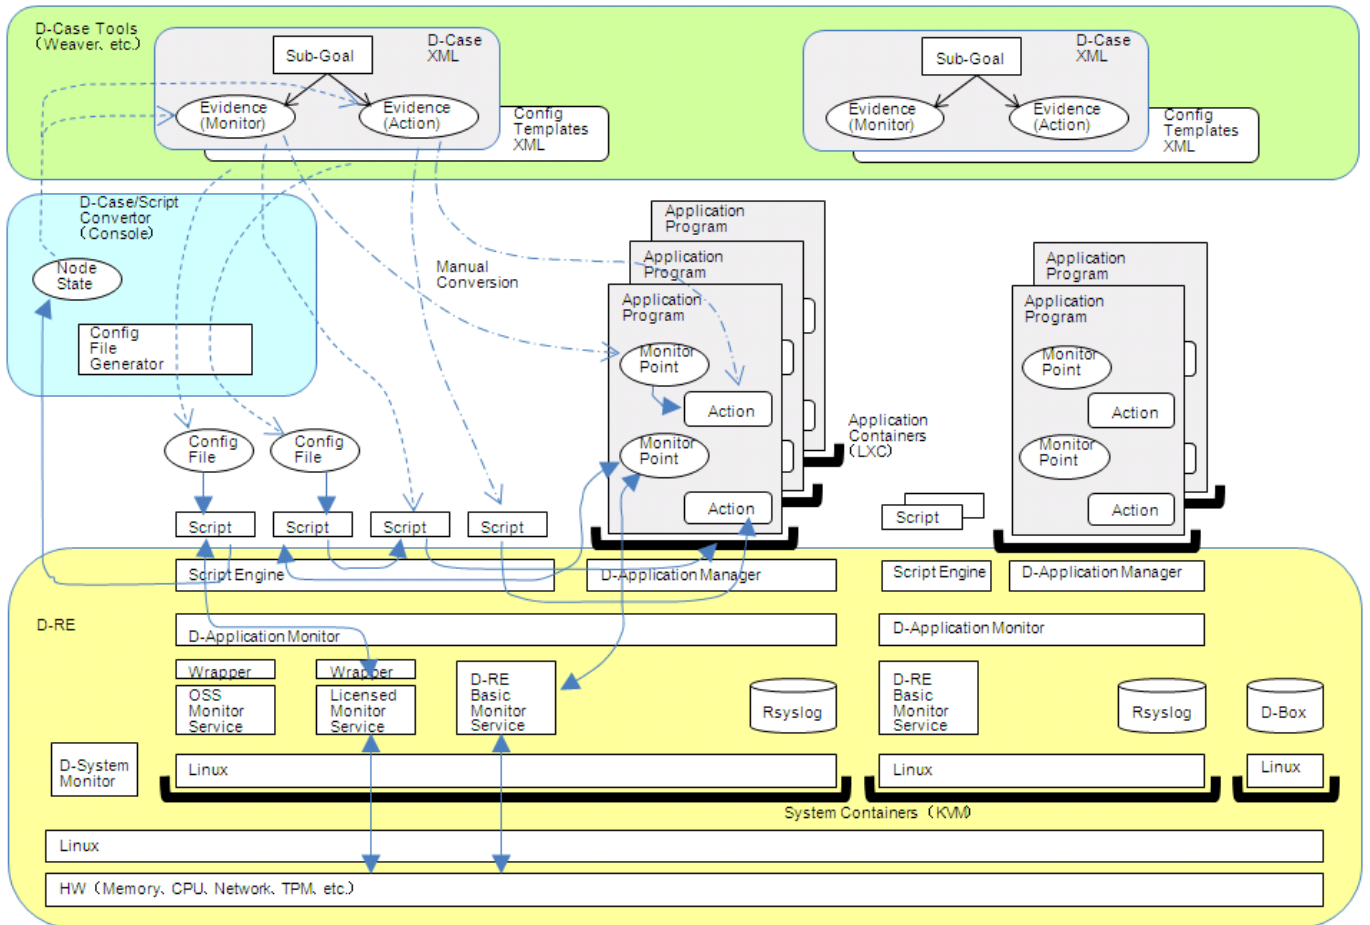 D-Case Tools
(Weaver、etc.)
Sub-Goal
D-Case
XML
Evidence
(Monitor)
Evidence
(Action)
Config
Templates
XML
Sub-Goal
D-Case
XML
Evidence
(Monitor)
Evidence
(Action)
Config
Templates
XML
D-Case/Script
Convertor
(Console)
Node
State
Config
File
Generator
Manual
Conversion
Application
Program
Application
Program
Application
Program
Monitor
Point
Action
Monitor
Point
Action
Application
Containers
(LXC)
Application
Program
Application
Program
Monitor
Point
Action
Monitor
Point
Action
Config
File
Config
File
Script
Script
Script
Script
Script
D-RE
Script Engine
D-Application Manager
Script Engine
D-Application Manager
D-Application Monitor
D-Application Monitor
Wrapper
OSS
Monitor
Service
Wrapper
Licensed
Monitor
Service
D-RE
Basic
Monitor
Service
Rsyslog
D-RE
Basic
Monitor
Service
Rsyslog
D-Box
D-System
Monitor
Linux
Linux
Linux
System Containers (KVM)
Linux
HW (Memory、CPU、Network、TPM、etc.)